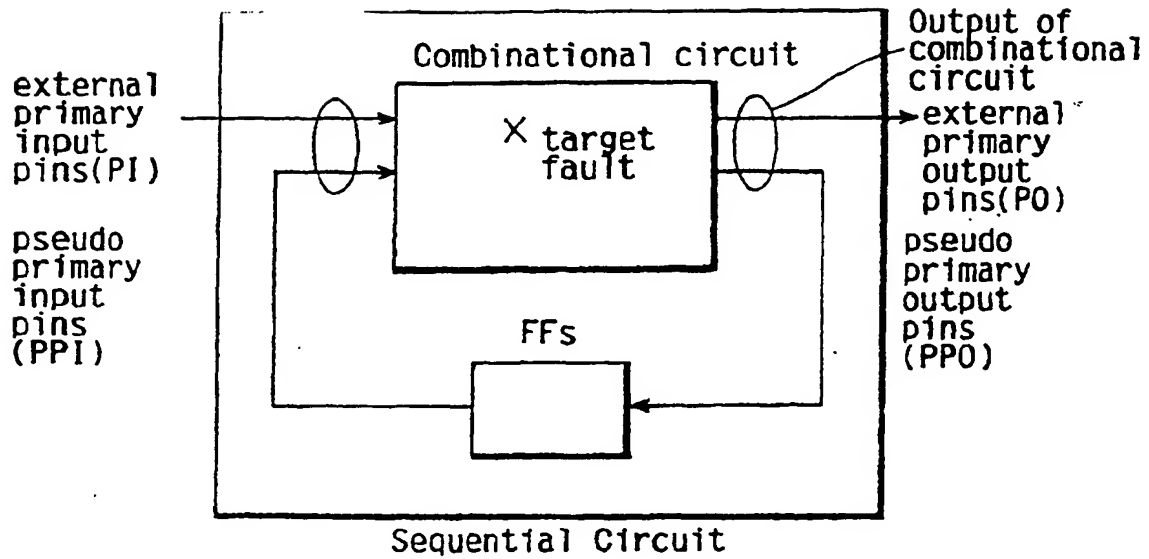 Output of
combinational
circuit
Combinational circuit
external
primary
input
pins(PI)
X target
fault
external
primary
output
pins(PO)
pseudo
primary
input
pins
(PPI)
pseudo
primary
output
pins
(PPO)
FFs
Sequential Circuit